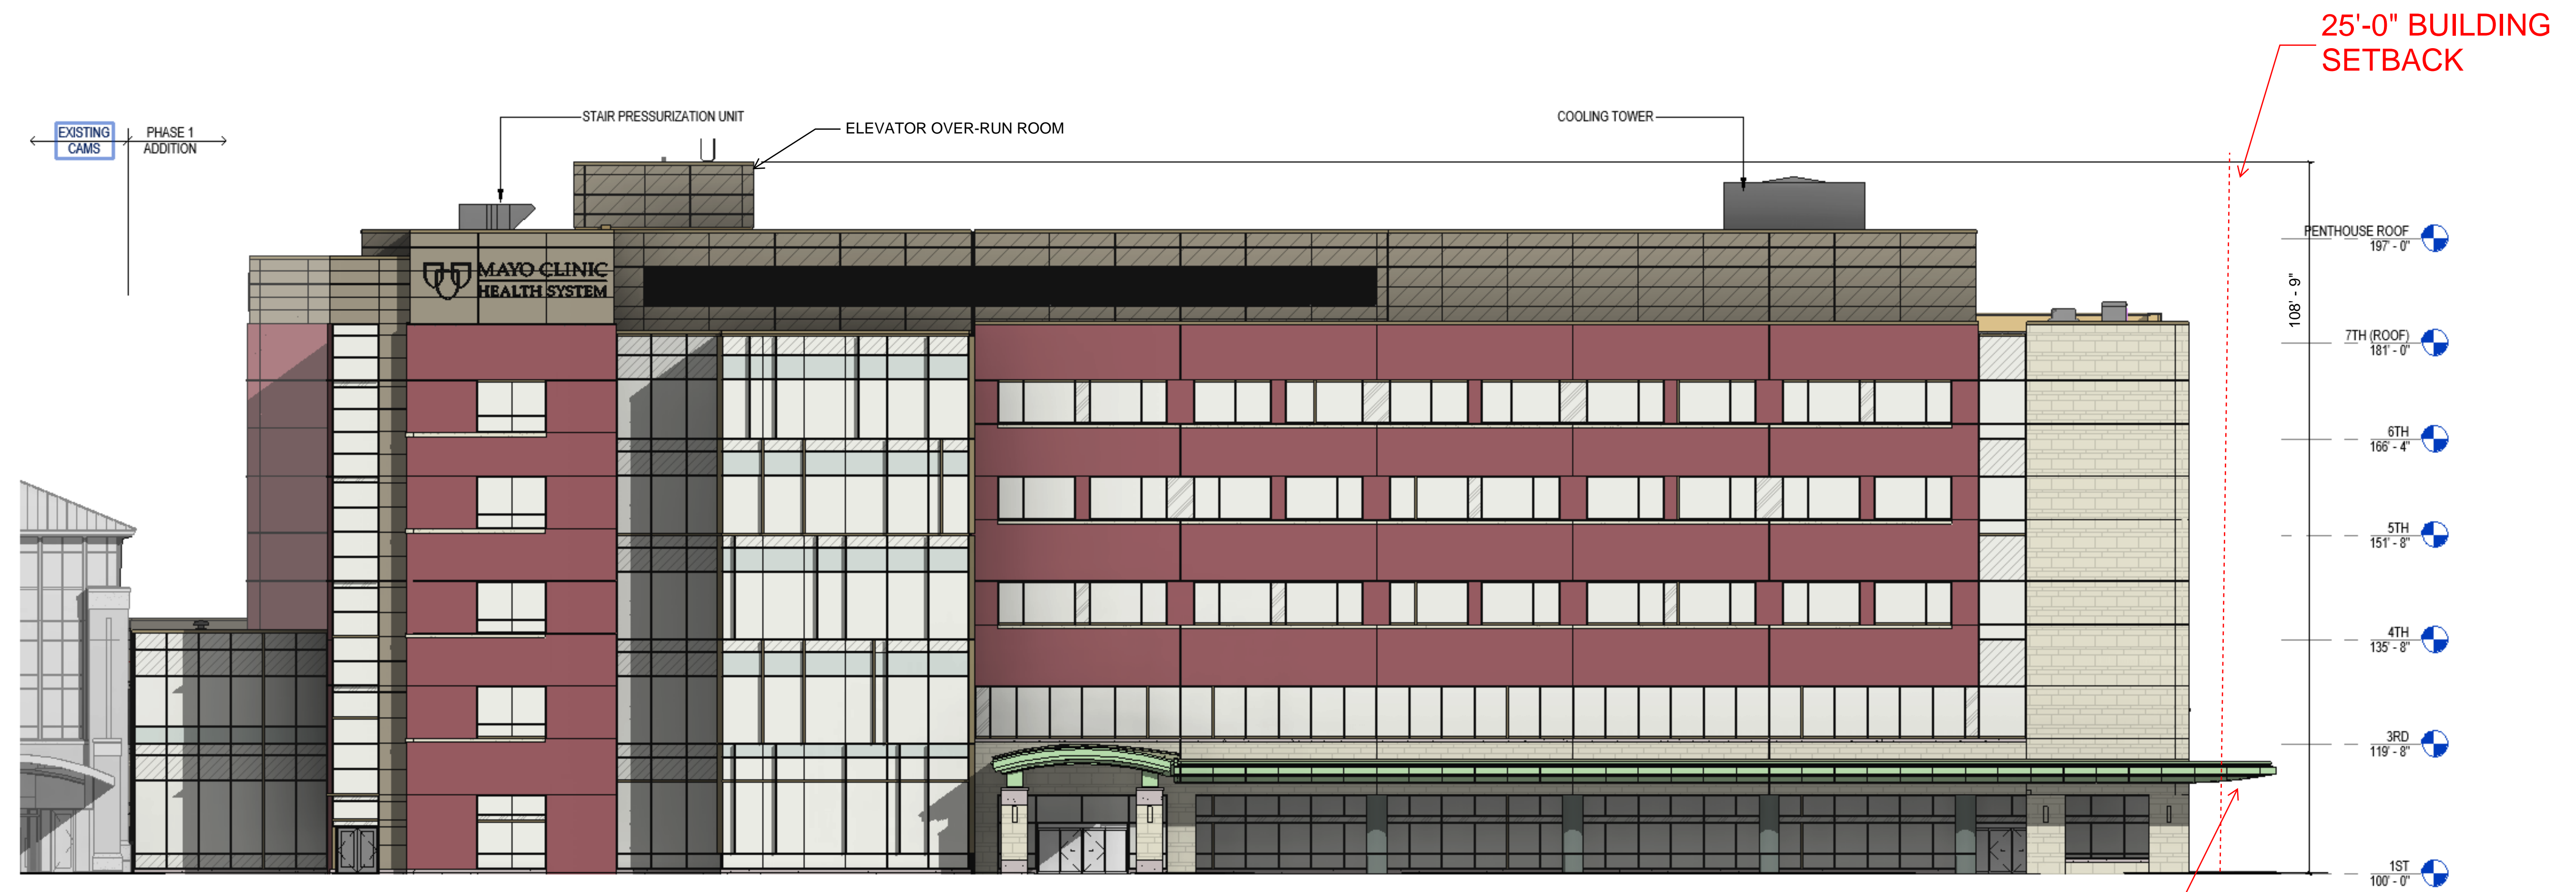 25'-0" BUILDING
SETBACK
STAIR PRESSURIZATION UNIT
ELEVATOR OVER-RUN ROOM
COOLING TOWER
EXISTING
CAMS
PHASE 1
ADDITION
MAYO CLINIC
HEALTH SYSTEM
PENTHOUSE ROOF
197' - 0"
108' - 9"
7TH (ROOF)
181' - 0"
6TH
166' - 4"
5TH
151' - 8"
4TH
135' - 8"
3RD
119' - 8"
1ST
100' - 0"